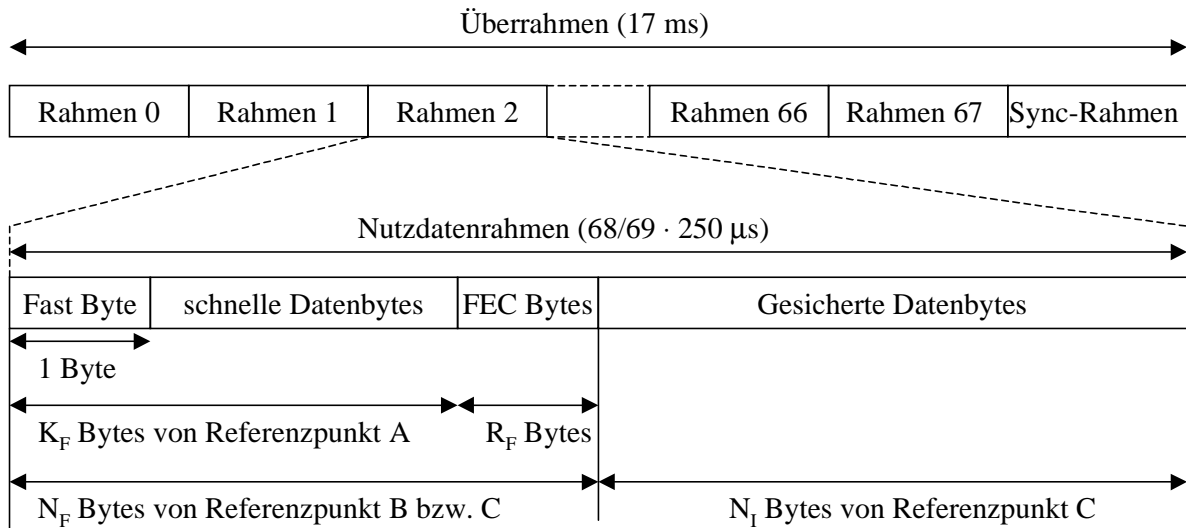 Überrahmen (17 ms)
Rahmen 0 Rahmen 1 Rahmen 2 Rahmen 66 Rahmen 67 Sync-Rahmen
Nutzdatenrahmen (68/69 · 250 μs)
Fast Byte schnelle Datenbytes FEC Bytes Gesicherte Datenbytes
1 Byte
K_F Bytes von Referenzpunkt A R_F Bytes
N_F Bytes von Referenzpunkt B bzw. C N_I Bytes von Referenzpunkt C